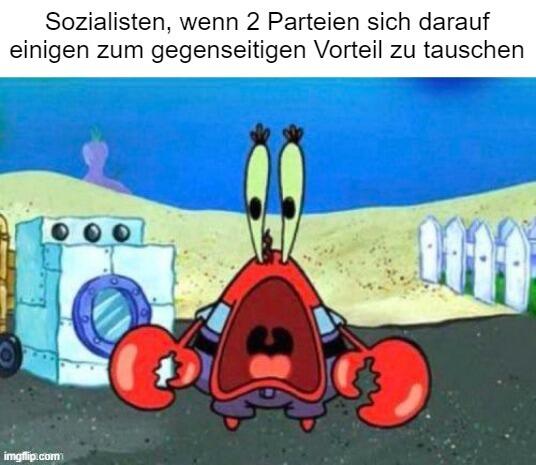 Sozialisten, wenn 2 Parteien sich darauf
einigen zum gegenseitigen Vorteil zu tauschen
imgflip.com